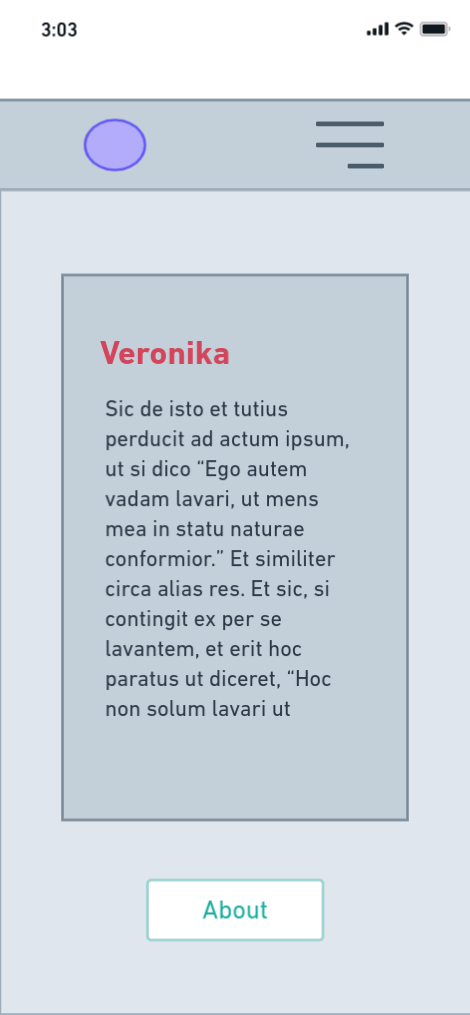 3:03
Veronika
Sic de isto et tutius
perducit ad actum ipsum,
ut si dico “Ego autem
vadam lavari, ut mens
mea in statu naturae
conformior.” Et similiter
circa alias res. Et sic, si
contingit ex per se
lavantem, et erit hoc
paratus ut diceret, “Hoc
non solum lavari ut
About